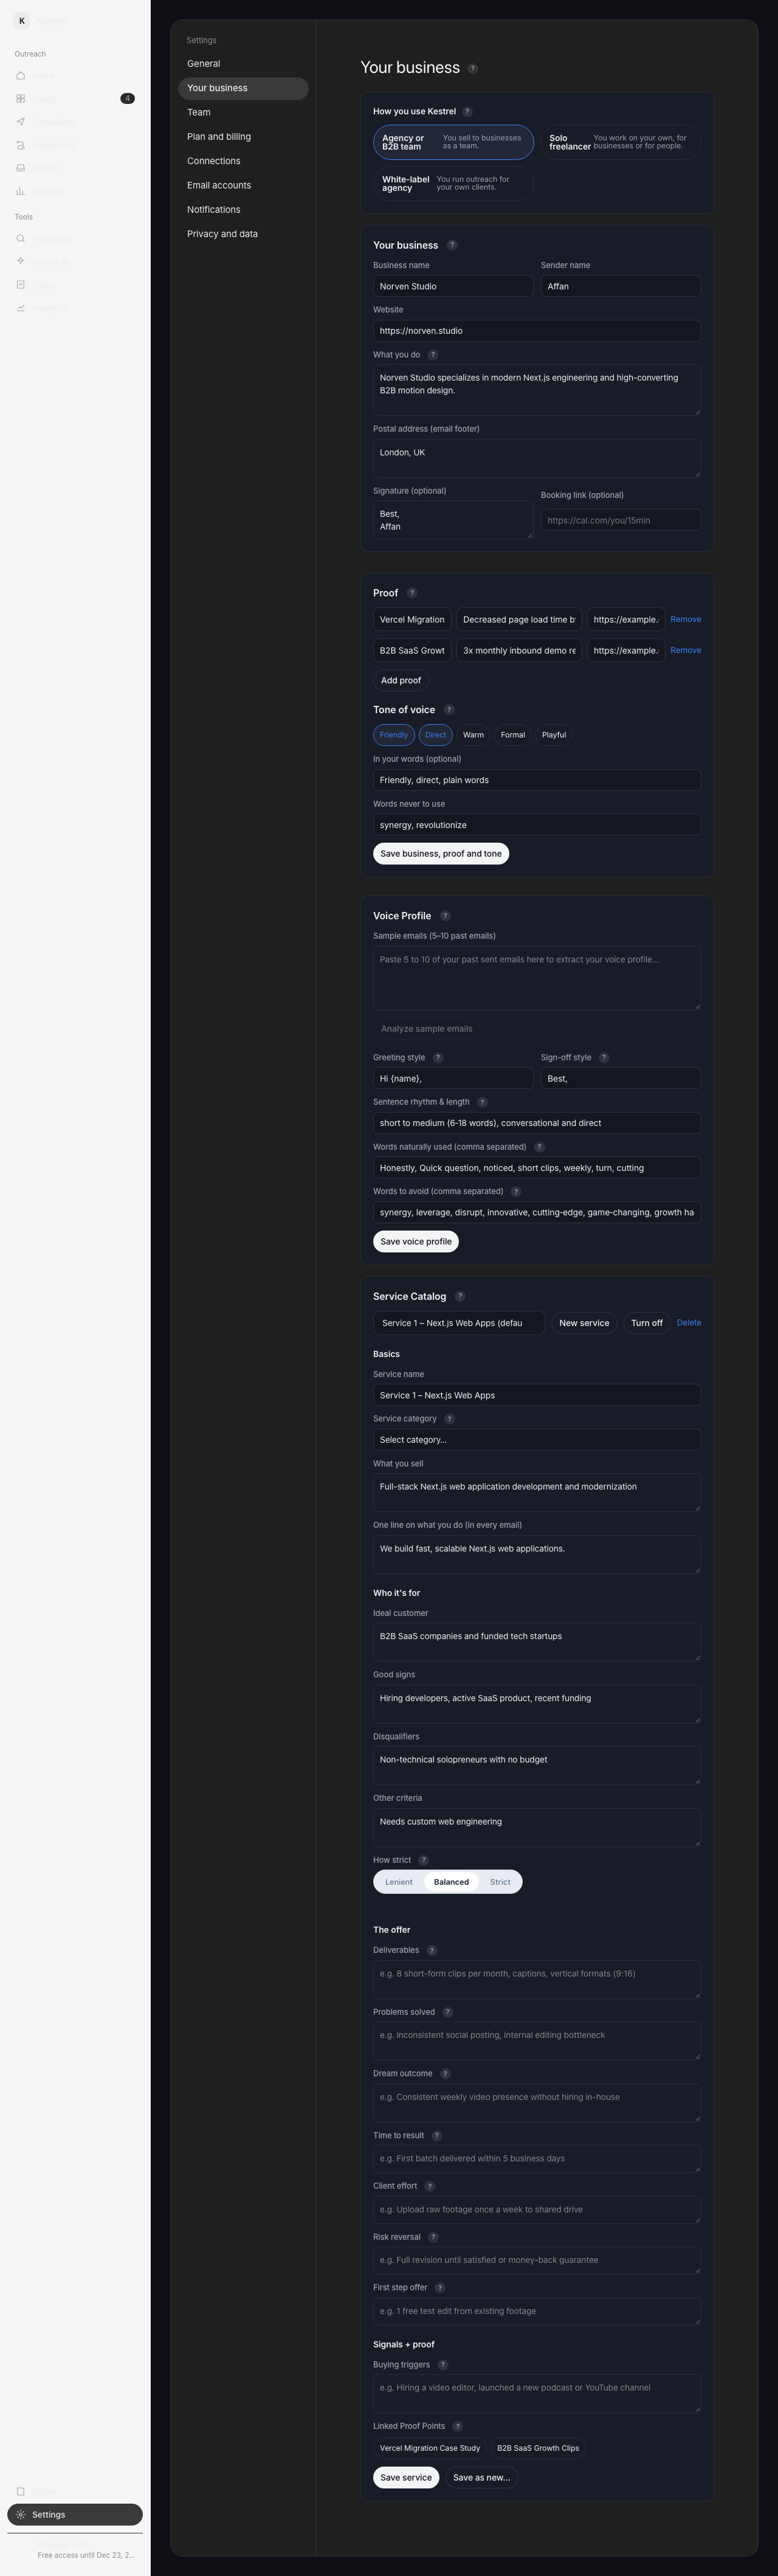 K Kestrel
Outreach
Home
Leads 4
Campaigns
Sequences
Replies
Pipeline
Tools
Tasks
Analytics
Settings
Free access until Dec 23, 2...
Settings
General
Your business
Team
Plan and billing
Connections
Email accounts
Notifications
Privacy and data
Your business ?
How you use Kestrel ?
Agency or B2B team
You sell to businesses as a team.
Solo freelancer
You work on your own, for businesses or for people.
White-label agency
You run outreach for your own clients.
Your business ?
Business name
Sender name
Norven Studio
Affan
Website
https://norven.studio
What you do ?
Norven Studio specializes in modern Next.js engineering and high-converting
B2B motion design.
Postal address (email footer)
London, UK
Signature (optional)
Booking link (optional)
Best,
Affan
https://cal.com/you/15min
Proof ?
Vercel Migration
Decreased page load time b
https://example.
Remove
B2B SaaS Growt
3x monthly inbound demo re
https://example.
Remove
Add proof
Tone of voice ?
Friendly
Direct
Warm
Formal
Playful
In your words (optional)
Friendly, direct, plain words
Words never to use
synergy, revolutionize
Save business, proof and tone
Voice Profile ?
Sample emails (5–10 past emails)
Paste 5 to 10 of your past sent emails here to extract your voice profile...
Analyze sample emails
Greeting style ?
Sign-off style ?
Hi {name},
Best,
Sentence rhythm & length ?
short to medium (6-18 words), conversational and direct
Words naturally used (comma separated) ?
Honestly, Quick question, noticed, short clips, weekly, turn, cutting
Words to avoid (comma separated) ?
synergy, leverage, disrupt, innovative, cutting-edge, game-changing, growth ha
Save voice profile
Service Catalog ?
Service 1 – Next.js Web Apps (defau
New service
Turn off
Delete
Basics
Service name
Service 1 – Next.js Web Apps
Service category ?
Select category...
What you sell
Full-stack Next.js web application development and modernization
One line on what you do (in every email)
We build fast, scalable Next.js web applications.
Who it's for
Ideal customer
B2B SaaS companies and funded tech startups
Good signs
Hiring developers, active SaaS product, recent funding
Disqualifiers
Non-technical solopreneurs with no budget
Other criteria
Needs custom web engineering
How strict ?
Lenient
Balanced
Strict
The offer
Deliverables ?
e.g. 8 short-form clips per month, captions, vertical formats (9:16)
Problems solved ?
e.g. Inconsistent social posting, internal editing bottleneck
Dream outcome ?
e.g. Consistent weekly video presence without hiring in-house
Time to result ?
e.g. First batch delivered within 5 business days
Client effort ?
e.g. Upload raw footage once a week to shared drive
Risk reversal ?
e.g. Full revision until satisfied or money-back guarantee
First step offer ?
e.g. 1 free test edit from existing footage
Signals + proof
Buying triggers ?
e.g. Hiring a video editor, launched a new podcast or YouTube channel
Linked Proof Points ?
Vercel Migration Case Study
B2B SaaS Growth Clips
Save service
Save as new...